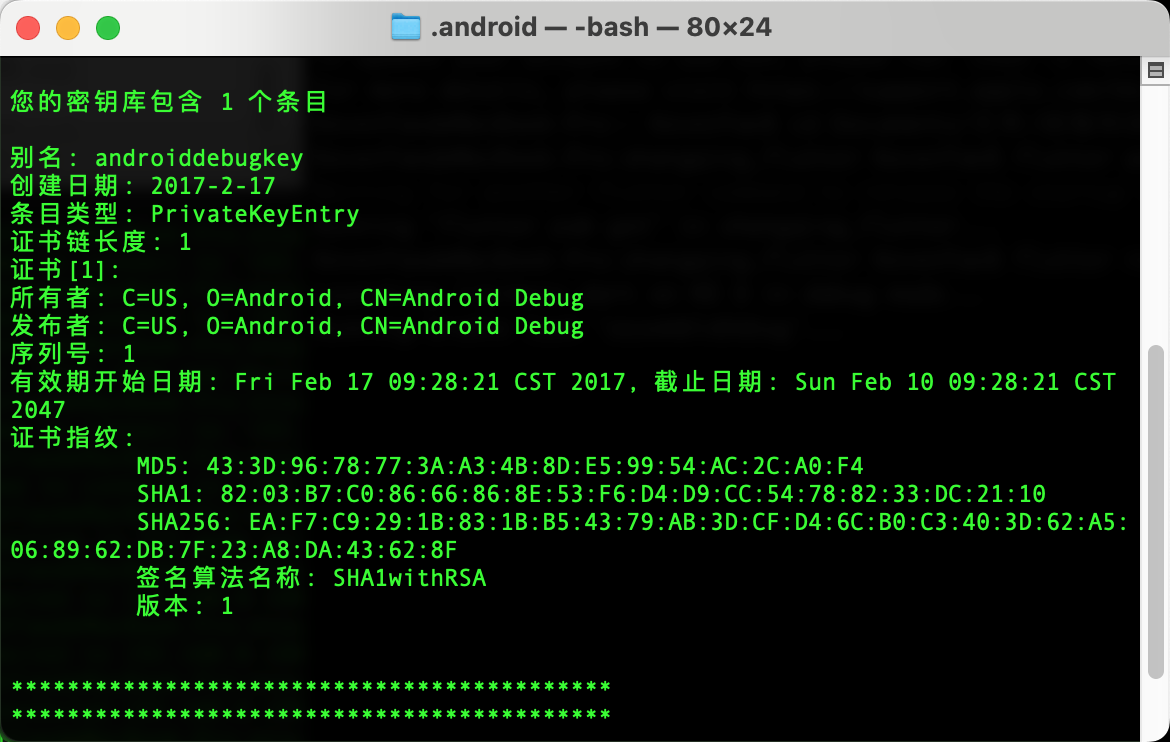 .android — -bash — 80×24
您的密钥库包含 1 个条目
别名: androiddebugkey
创建日期: 2017-2-17
条目类型: PrivateKeyEntry
证书链长度: 1
证书[1]:
所有者: C=US, O=Android, CN=Android Debug
发布者: C=US, O=Android, CN=Android Debug
序列号: 1
有效期开始日期: Fri Feb 17 09:28:21 CST 2017, 截止日期: Sun Feb 10 09:28:21 CST
2047
证书指纹:
MD5: 43:3D:96:78:77:3A:A3:4B:8D:E5:99:54:AC:2C:A0:F4
SHA1: 82:03:B7:C0:86:66:86:8E:53:F6:D4:D9:CC:54:78:82:33:DC:21:10
SHA256: EA:F7:C9:29:1B:83:1B:B5:43:79:AB:3D:CF:D4:6C:B0:C3:40:3D:62:A5:
06:89:62:DB:7F:23:A8:DA:43:62:8F
签名算法名称: SHA1withRSA
版本: 1
*******************************************
*******************************************